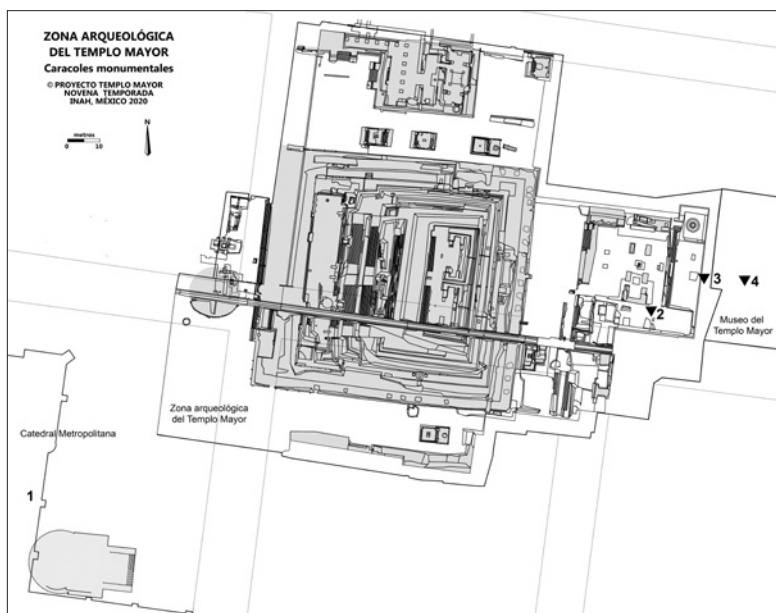 ZONA ARQUEOLÓGICA
DEL TEMPLO MAYOR
Caracoles monumentales
© PROYECTO TEMPLO MAYOR
NOVENA TEMPORADA
INAH, MÉXICO 2020
N
metros
0 10
3
4
2
Museo del
Templo Mayor
Zona arqueológica
del Templo Mayor
Catedral Metropolitana
1